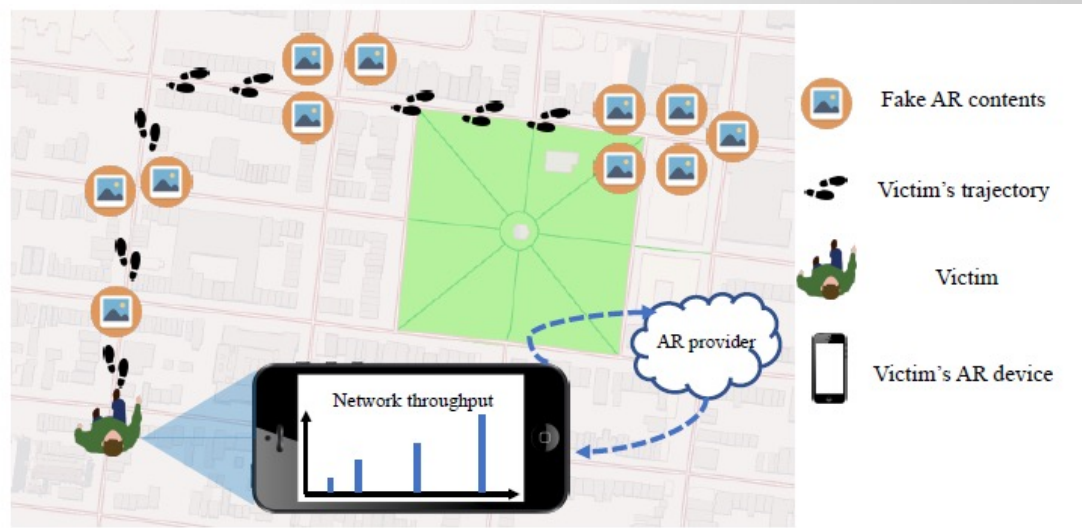 Fake AR contents
Victim's trajectory
Victim
AR provider
Victim's AR device
Network throughput